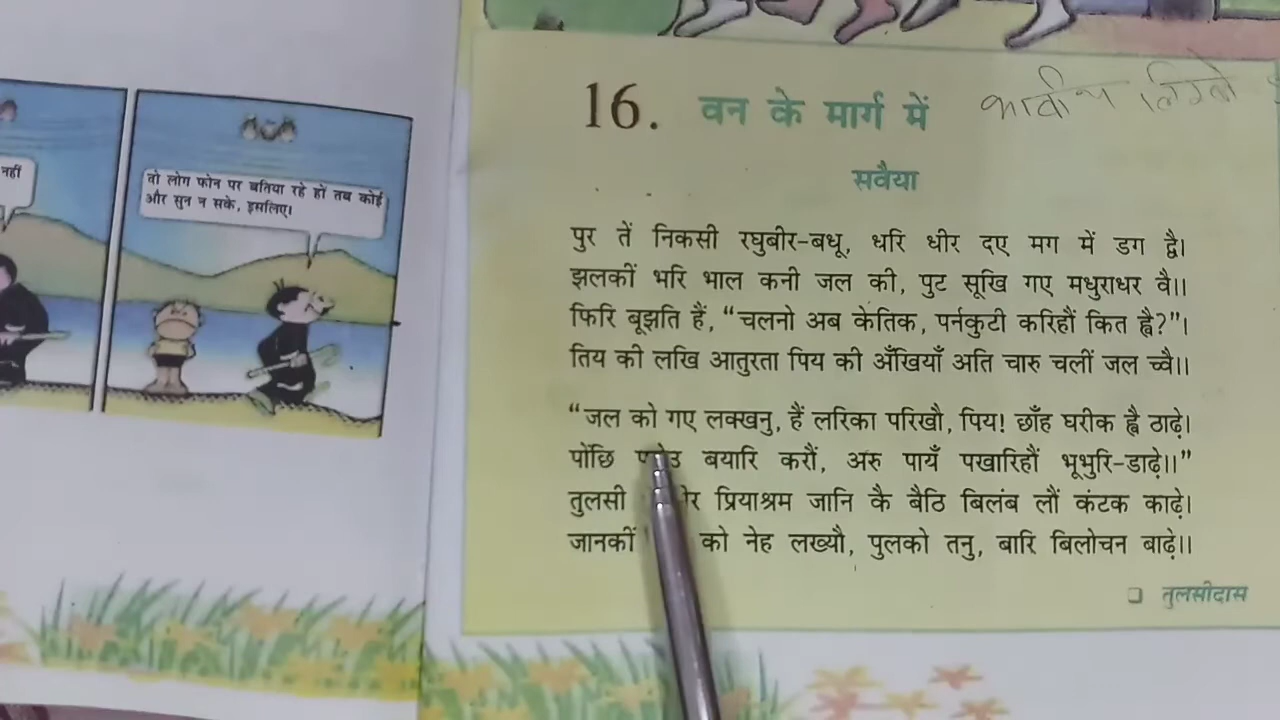 नहीं
तो लोग फोन पर बतिया रहे हों तब कोई
और सुन न सके, इसलिए।
16. वन के मार्ग में
सवैया
पुर तें निकसी रघुबीर-बधू, धरि धीर दए मग में डग द्वै।
झलकीं भरि भाल कनी जल की, पुट सूखि गए मधुराधर वै।।
फिरि बूझति हैं, “चलनो अब केतिक, पर्नकुटी करिहौं कित ह्वै?”।
तिय की लखि आतुरता पिय की अँखियाँ अति चारु चलीं जल च्वै।।
“जल को गए लक्खनु, हैं लरिका परिखौ, पिय! छाँह घरीक ह्वै ठाढ़े।
पोंछि बयारि करौं, अरु पायँ पखारिहौं भूभुरि-डाढ़े।।”
तुलसी प्रियाश्रम जानि कै बैठि बिलंब लौं कंटक काढ़े।
जानकीं को नेह लख्यौ, पुलको तनु, बारि बिलोचन बाढ़े।।
❑ तुलसीदास